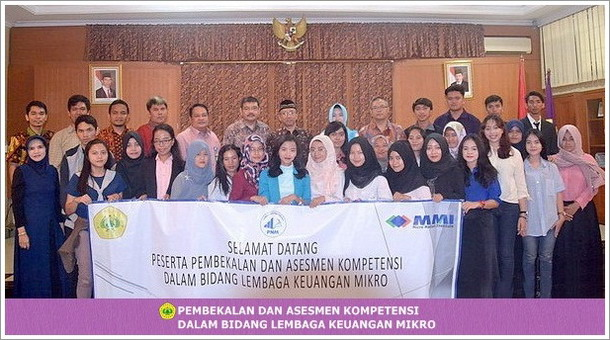 PNM
MMI
SELAMAT DATANG
PESERTA PEMBEKALAN DAN ASESMEN KOMPETENSI
DALAM BIDANG LEMBAGA KEUANGAN MIKRO
PEMBEKALAN DAN ASESMEN KOMPETENSI
DALAM BIDANG LEMBAGA KEUANGAN MIKRO